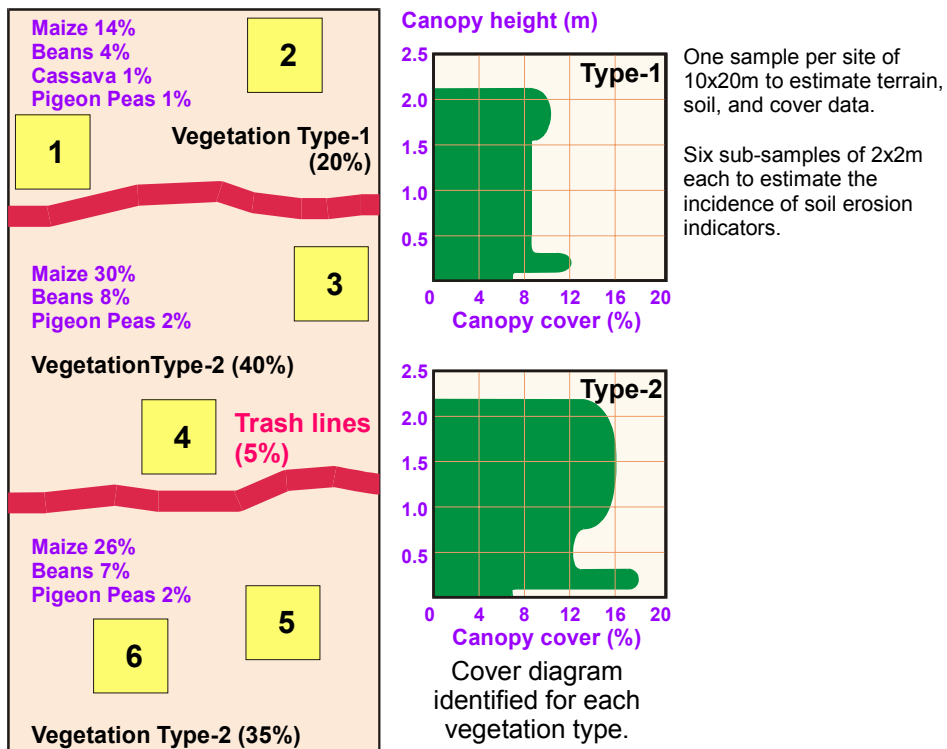 Maize 14%
Beans 4%
Cassava 1%
Pigeon Peas 1%
2
1
Vegetation Type-1
(20%)
Maize 30%
Beans 8%
Pigeon Peas 2%
3
VegetationType-2 (40%)
4
Trash lines
(5%)
Maize 26%
Beans 7%
Pigeon Peas 2%
5
6
Vegetation Type-2 (35%)
Canopy height (m)
2.5
Type-1
2.0
1.5
1.0
0.5
0 4 8 12 16 20
Canopy cover (%)
2.5
Type-2
2.0
1.5
1.0
0.5
0 4 8 12 16 20
Canopy cover (%)
Cover diagram
identified for each
vegetation type.
One sample per site of
10x20m to estimate terrain,
soil, and cover data.
Six sub-samples of 2x2m
each to estimate the
incidence of soil erosion
indicators.